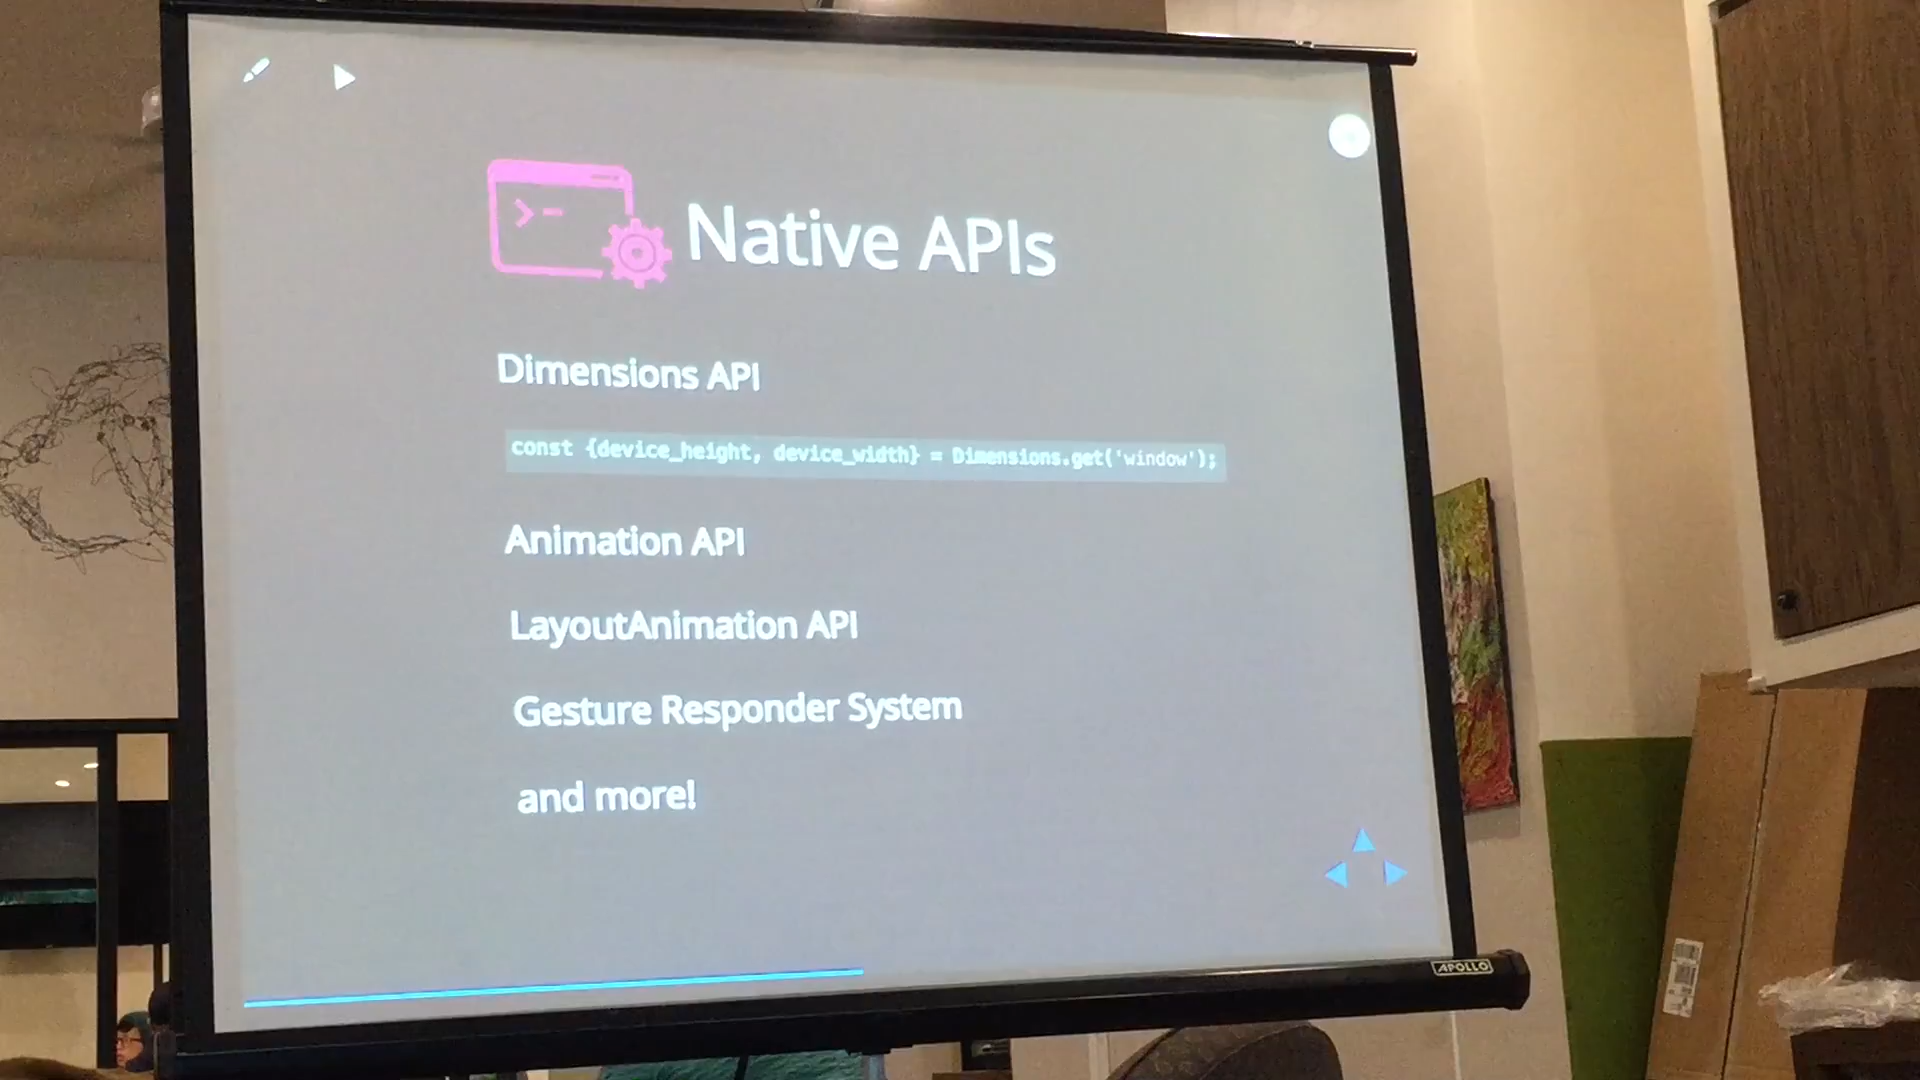 Native APIs
Dimensions API
const {device_height, device_width} = Dimensions.get('window');
Animation API
LayoutAnimation API
Gesture Responder System
and more!
APOLLO